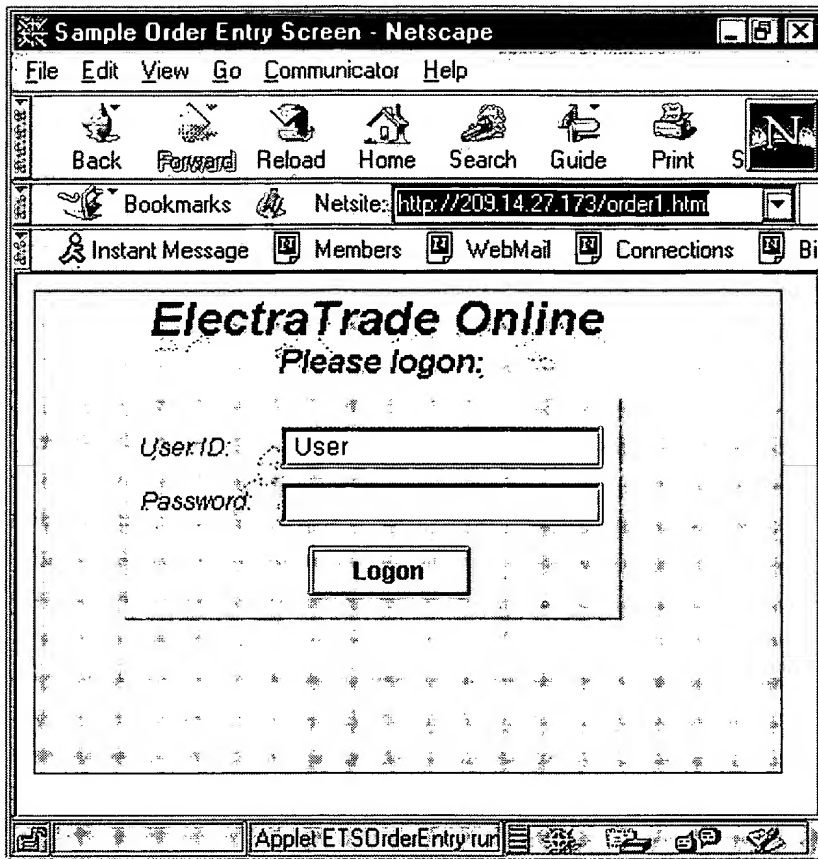 Sample Order Entry Screen - Netscape
File Edit View Go Communicator Help
Back Forward Reload Home Search Guide Print S
N
Bookmarks Netsite: http://209.14.27.173/order1.htm
Instant Message Members WebMail Connections Bi
ElectraTrade Online
Please logon:
UserID: User
Password:
Logon
Applet ETSOrderEntry run